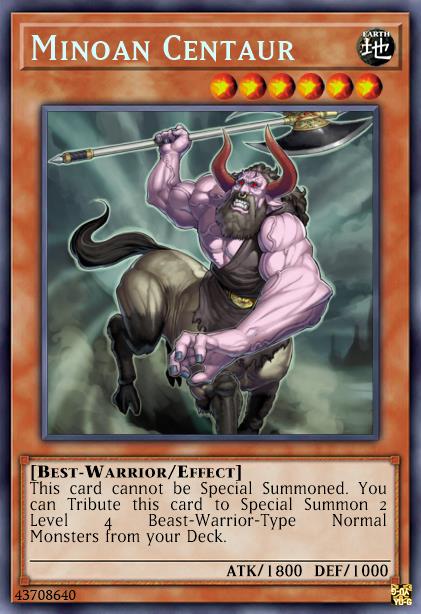 MINOAN CENTAUR
EARTH
地
[BEST-WARRIOR/EFFECT]
This card cannot be Special Summoned. You
can Tribute this card to Special Summon 2
Level 4 Beast-Warrior-Type Normal
Monsters from your Deck.
ATK/1800 DEF/1000
43708640